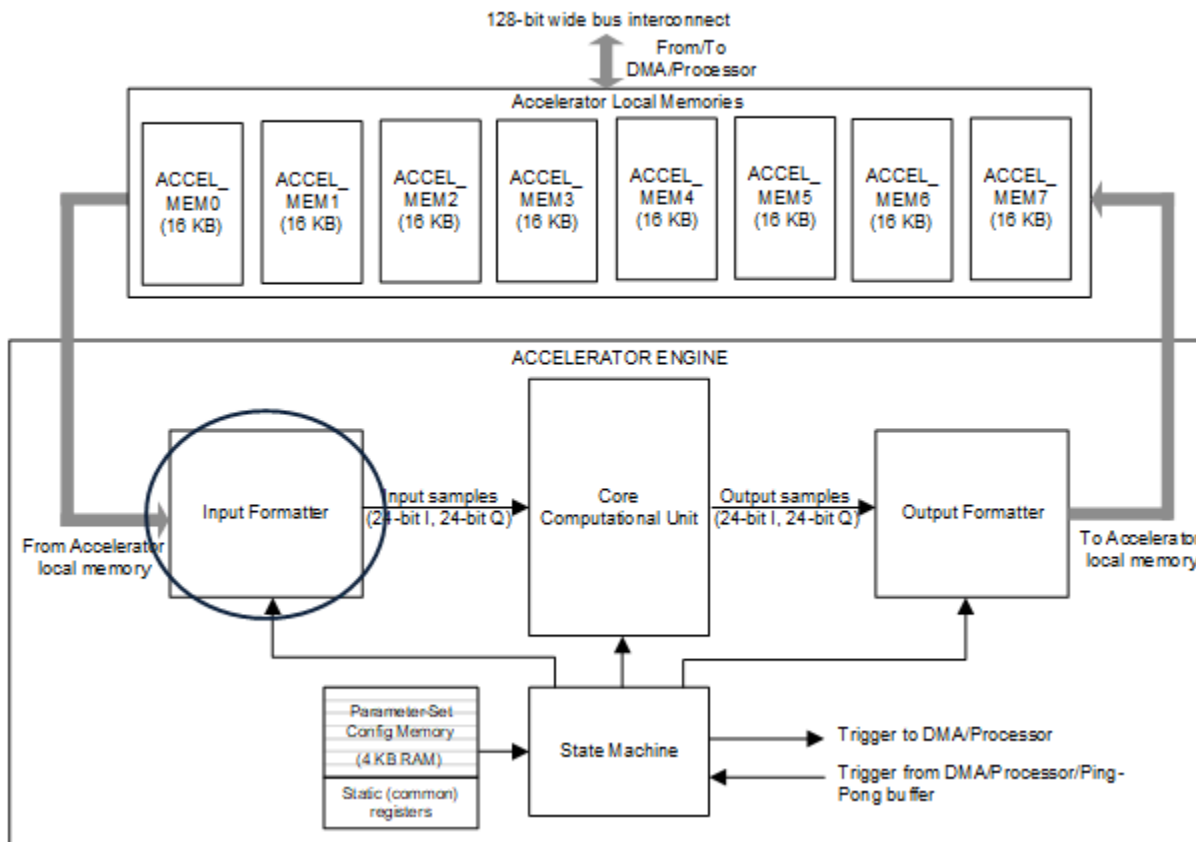 128-bit wide bus interconnect
From/To
DMA/Processor
Accelerator Local Memories
ACCEL_
MEM0
(16 KB)
ACCEL_
MEM1
(16 KB)
ACCEL_
MEM2
(16 KB)
ACCEL_
MEM3
(16 KB)
ACCEL_
MEM4
(16 KB)
ACCEL_
MEM5
(16 KB)
ACCEL_
MEM6
(16 KB)
ACCEL_
MEM7
(16 KB)
ACCELERATOR ENGINE
Input Formatter
Input samples
(24-bit I, 24-bit Q)
Core
Computational Unit
Output samples
(24-bit I, 24-bit Q)
Output Formatter
From Accelerator
local memory
To Accelerator
local memory
Parameter-Set
Config Memory
(4 KB RAM)
Static (common)
registers
State Machine
Trigger to DMA/Processor
Trigger from DMA/Processor/Ping-
Pong buffer